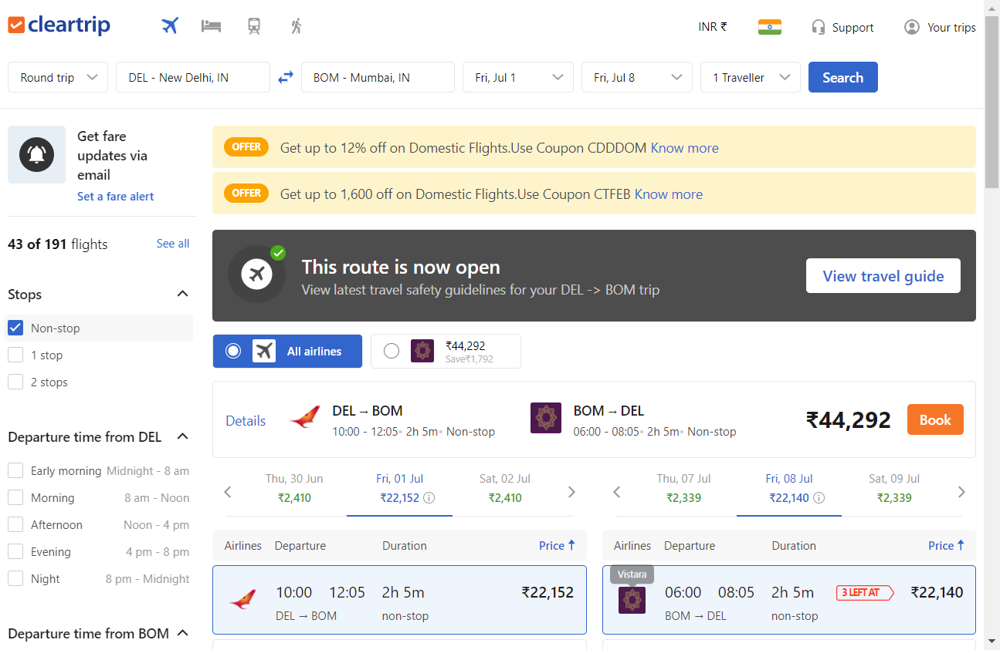 cleartrip
INR ₹
Support
Your trips
Round trip
DEL - New Delhi, IN
BOM - Mumbai, IN
Fri, Jul 1
Fri, Jul 8
1 Traveller
Search
Get fare
updates via
email
Set a fare alert
OFFER Get up to 12% off on Domestic Flights.Use Coupon CDDDOM Know more
OFFER Get up to 1,600 off on Domestic Flights.Use Coupon CTFEB Know more
43 of 191 flights See all
This route is now open
View latest travel safety guidelines for your DEL -> BOM trip
View travel guide
Stops
Non-stop
1 stop
2 stops
All airlines
₹44,292
Save₹1,792
Details
DEL → BOM
10:00 - 12:05• 2h 5m• Non-stop
BOM → DEL
06:00 - 08:05• 2h 5m• Non-stop
₹44,292
Book
Departure time from DEL
Early morning Midnight - 8 am
Morning 8 am - Noon
Afternoon Noon - 4 pm
Evening 4 pm - 8 pm
Night 8 pm - Midnight
Departure time from BOM
Thu, 30 Jun
₹2,410
Fri, 01 Jul
₹22,152
Sat, 02 Jul
₹2,410
Thu, 07 Jul
₹2,339
Fri, 08 Jul
₹22,140
Sat, 09 Jul
₹2,339
Airlines Departure Duration Price
10:00 12:05 2h 5m ₹22,152
DEL → BOM non-stop
Airlines Departure Duration Price
Vistara
06:00 08:05 2h 5m 3 LEFT AT ₹22,140
BOM → DEL non-stop